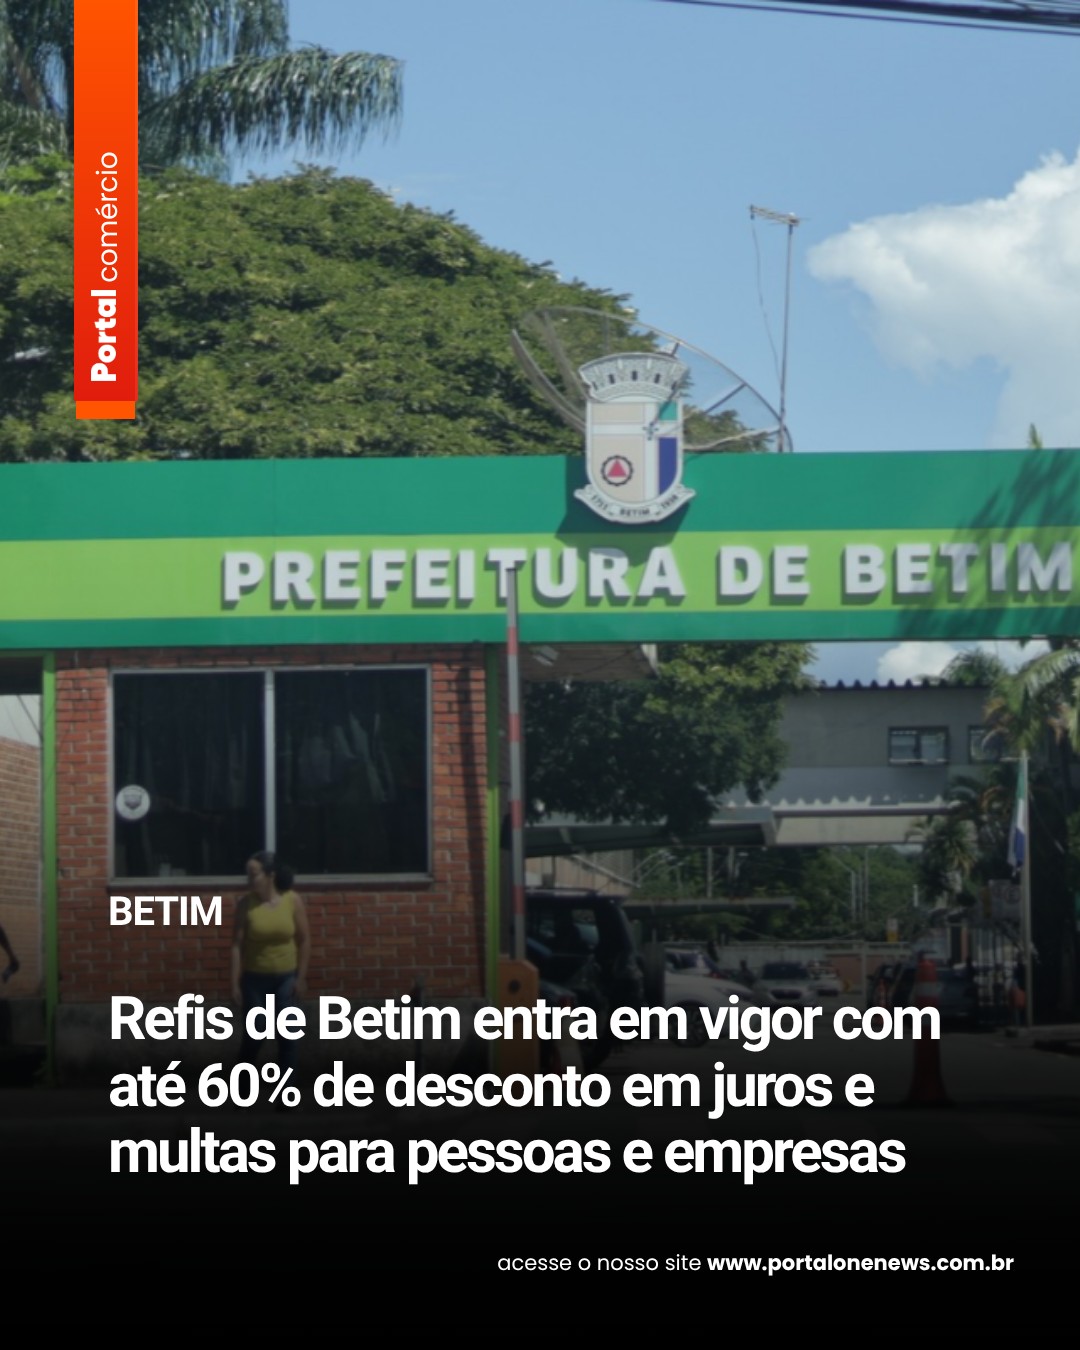 Portal comércio
BETIM
PREFEITURA DE BETIM
BETIM
Refis de Betim entra em vigor com
até 60% de desconto em juros e
multas para pessoas e empresas
acesse o nosso site www.portalonenews.com.br